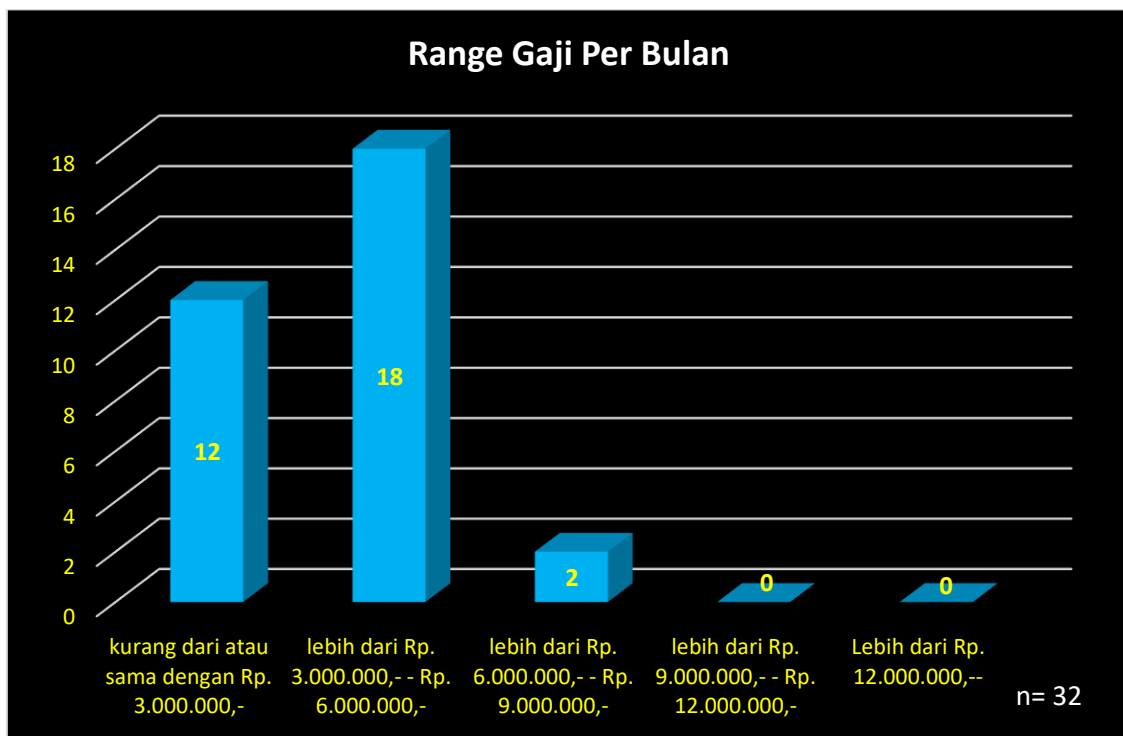 Range Gaji Per Bulan
18
16
14
12
10
8
6
4
2
0
12
18
2
0
0
kurang dari atau
sama dengan Rp.
3.000.000,-
lebih dari Rp.
3.000.000,- - Rp.
6.000.000,-
lebih dari Rp.
6.000.000,- - Rp.
9.000.000,-
lebih dari Rp.
9.000.000,- - Rp.
12.000.000,-
Lebih dari Rp.
12.000.000,--
n= 32